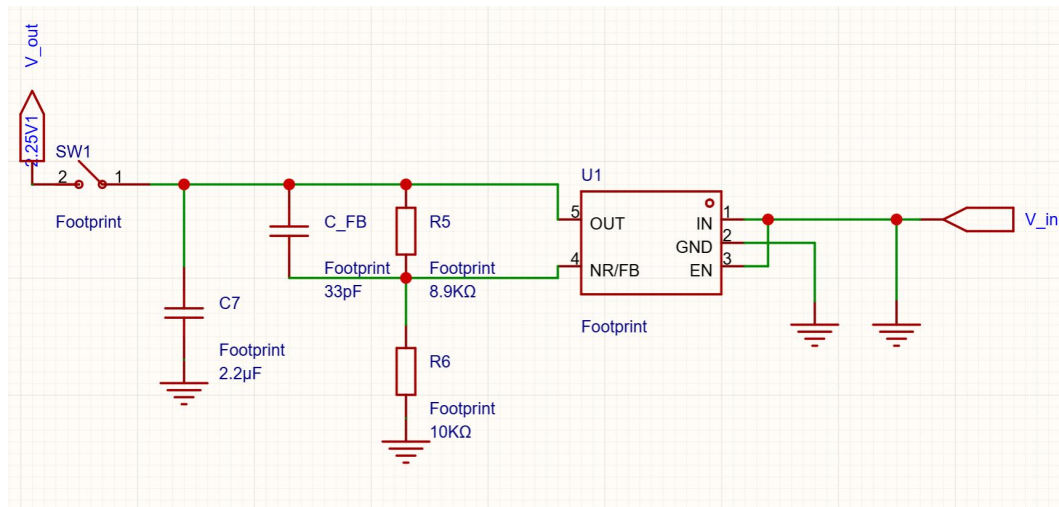 V_out
2.25V1
SW1
2
1
Footprint
C_FB
Footprint
33pF
R5
Footprint
8.9KΩ
C7
Footprint
2.2µF
R6
Footprint
10KΩ
U1
5
OUT
4
NR/FB
IN
1
GND
2
EN
3
Footprint
V_in